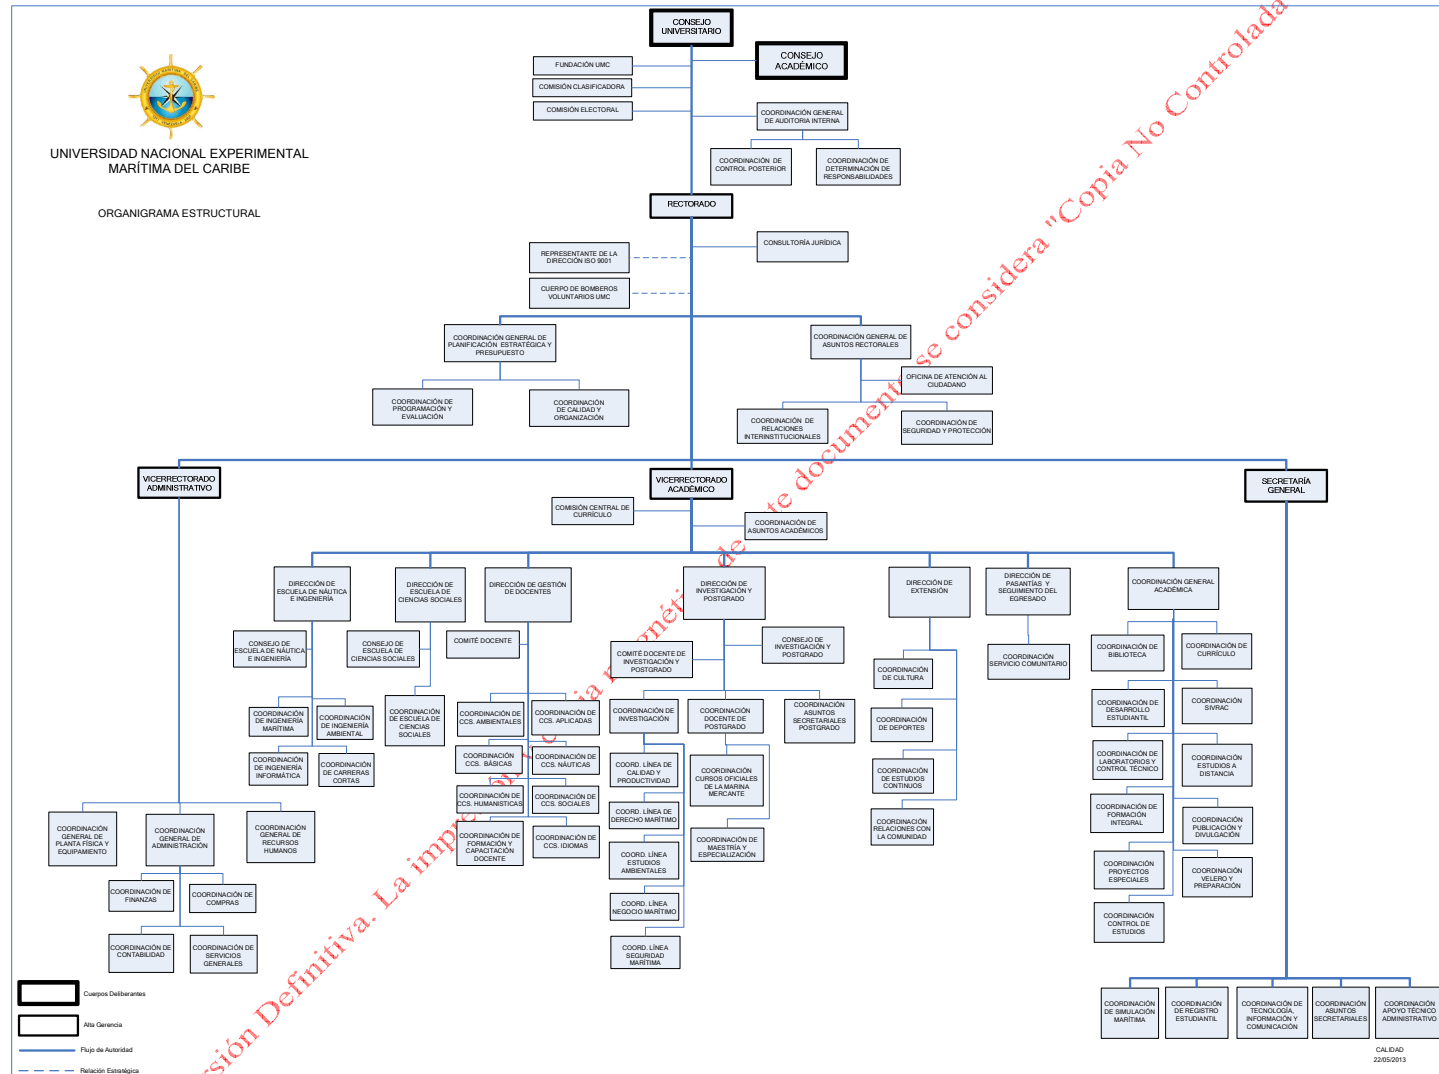 CONSEJO
UNIVERSITARIO
CONSEJO
ACADÉMICO
FUNDACIÓN UMC
COMISIÓN CLASIFICADORA
COMISIÓN ELECTORAL
COORDINACIÓN GENERAL
DE AUDITORIA INTERNA
COORDINACIÓN DE
CONTROL POSTERIOR
COORDINACIÓN DE
DETERMINACIÓN DE
RESPONSABILIDADES
UNIVERSIDAD NACIONAL EXPERIMENTAL
MARÍTIMA DEL CARIBE
ORGANIGRAMA ESTRUCTURAL
RECTORADO
CONSULTORÍA JURÍDICA
REPRESENTANTE DE LA
DIRECCIÓN ISO 9001
CUERPO DE BOMBEROS
VOLUNTARIOS UMC
COORDINACIÓN GENERAL DE
PLANIFICACIÓN ESTRATÉGICA Y
PRESUPUESTO
COORDINACIÓN GENERAL DE
ASUNTOS RECTORALES
OFICINA DE ATENCIÓN AL
CIUDADANO
COORDINACIÓN DE
PROGRAMACIÓN Y
EVALUACIÓN
COORDINACIÓN
DE CALIDAD Y
ORGANIZACIÓN
COORDINACIÓN DE
RELACIONES
INTERINSTITUCIONALES
COORDINACIÓN DE
SEGURIDAD Y PROTECCIÓN
VICERRECTORADO
ADMINISTRATIVO
VICERRECTORADO
ACADÉMICO
SECRETARÍA
GENERAL
COMISIÓN CENTRAL DE
CURRÍCULO
COORDINACIÓN DE
ASUNTOS ACADÉMICOS
DIRECCIÓN DE
ESCUELA DE NÁUTICA
E INGENIERÍA
DIRECCIÓN DE
ESCUELA DE
CIENCIAS SOCIALES
DIRECCIÓN DE GESTIÓN
DE DOCENTES
DIRECCIÓN DE
INVESTIGACIÓN Y
POSTGRADO
DIRECCIÓN DE
EXTENSIÓN
DIRECCIÓN DE
PASANTÍAS Y
SEGUIMIENTO DEL
EGRESADO
COORDINACIÓN GENERAL
ACADÉMICA
CONSEJO DE
ESCUELA DE NÁUTICA
E INGENIERÍA
CONSEJO DE
ESCUELA DE
CIENCIAS SOCIALES
COMITÉ DOCENTE
COMITÉ DOCENTE DE
INVESTIGACIÓN Y
POSTGRADO
CONSEJO DE
INVESTIGACIÓN Y
POSTGRADO
COORDINACIÓN
DE CULTURA
COORDINACIÓN
SERVICIO COMUNITARIO
COORDINACIÓN
DE BIBLIOTECA
COORDINACIÓN DE
CURRÍCULO
COORDINACIÓN
DE INGENIERÍA
MARÍTIMA
COORDINACIÓN
DE INGENIERÍA
AMBIENTAL
COORDINACIÓN
DE ESCUELA DE
CIENCIAS
SOCIALES
COORDINACIÓN DE
CCS. AMBIENTALES
COORDINACIÓN DE
CCS. APLICADAS
COORDINACIÓN DE
INVESTIGACIÓN
COORDINACIÓN
DOCENTE DE
POSTGRADO
COORDINACIÓN
ASUNTOS
SECRETARIALES
POSTGRADO
COORDINACIÓN
DE DEPORTES
COORDINACIÓN DE
DESARROLLO
ESTUDIANTIL
COORDINACIÓN
SIVRAC
COORDINACIÓN
DE INGENIERÍA
INFORMÁTICA
COORDINACIÓN
DE CARRERAS
CORTAS
COORDINACIÓN
CCS. BÁSICAS
COORDINACIÓN DE
CCS. NÁUTICAS
COORD. LÍNEA DE
CALIDAD Y
PRODUCTIVIDAD
COORDINACIÓN
CURSOS OFICIALES
DE LA MARINA
MERCANTE
COORDINACIÓN
DE ESTUDIOS
CONTINUOS
COORDINACIÓN DE
LABORATORIOS Y
CONTROL TÉCNICO
COORDINACIÓN
ESTUDIOS A
DISTANCIA
COORDINACIÓN DE
CCS. HUMANISTICAS
COORDINACIÓN DE
CCS. SOCIALES
COORD. LÍNEA DE
DERECHO MARÍTIMO
COORDINACIÓN
RELACIONES CON
LA COMUNIDAD
COORDINACIÓN DE
FORMACIÓN
INTEGRAL
COORDINACIÓN
PUBLICACIÓN Y
DIVULGACIÓN
COORDINACIÓN
GENERAL DE
PLANTA FÍSICA Y
EQUIPAMIENTO
COORDINACIÓN
GENERAL DE
ADMINISTRACIÓN
COORDINACIÓN
GENERAL DE
RECURSOS
HUMANOS
COORDINACIÓN DE
FORMACIÓN Y
CAPACITACIÓN
DOCENTE
COORDINACIÓN DE
CCS. IDIOMAS
COORD. LÍNEA
ESTUDIOS
AMBIENTALES
COORDINACIÓN DE
MAESTRÍA Y
ESPECIALIZACIÓN
COORDINACIÓN
PROYECTOS
ESPECIALES
COORDINACIÓN
VELERO Y
PREPARACIÓN
COORDINACIÓN DE
FINANZAS
COORDINACIÓN
DE COMPRAS
COORD. LÍNEA
NEGOCIO MARÍTIMO
COORDINACIÓN
CONTROL DE
ESTUDIOS
COORDINACIÓN DE
CONTABILIDAD
COORDINACIÓN DE
SERVICIOS
GENERALES
COORD. LÍNEA
SEGURIDAD
MARÍTIMA
COORDINACIÓN
DE SIMULACIÓN
MARÍTIMA
COORDINACIÓN
DE REGISTRO
ESTUDIANTIL
COORDINACIÓN DE
TECNOLOGÍA,
INFORMACIÓN Y
COMUNICACIÓN
COORDINACIÓN
ASUNTOS
SECRETARIALES
COORDINACIÓN
APOYO TÉCNICO
ADMINISTRATIVO
Cuerpos Deliberantes
Alta Gerencia
Flujo de Autoridad
Relación Estratégica
CALIDAD
22/05/2013
sión Definitiva. La impre de te documento se considera "Copia No Controlada"